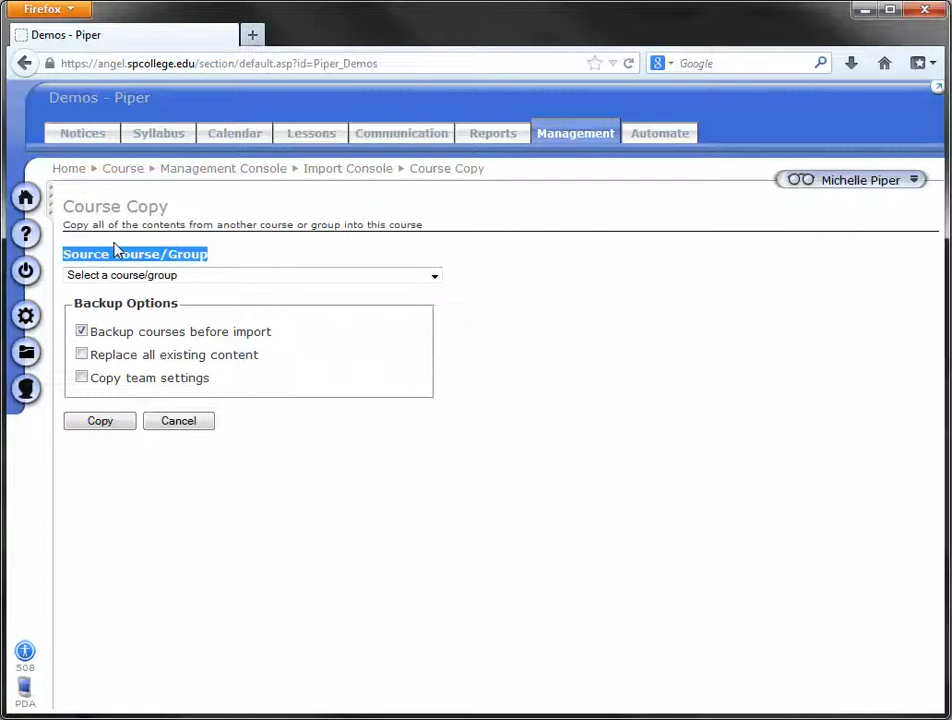 Firefox
Demos - Piper
https://angel.spcollege.edu/section/default.asp?id=Piper_Demos
Google
Demos - Piper
Notices Syllabus Calendar Lessons Communication Reports Management Automate
Home Course Management Console Import Console Course Copy
Michelle Piper
Course Copy
Copy all of the contents from another course or group into this course
Source Course/Group
Select a course/group
Backup Options
Backup courses before import
Replace all existing content
Copy team settings
Copy Cancel
508
PDA